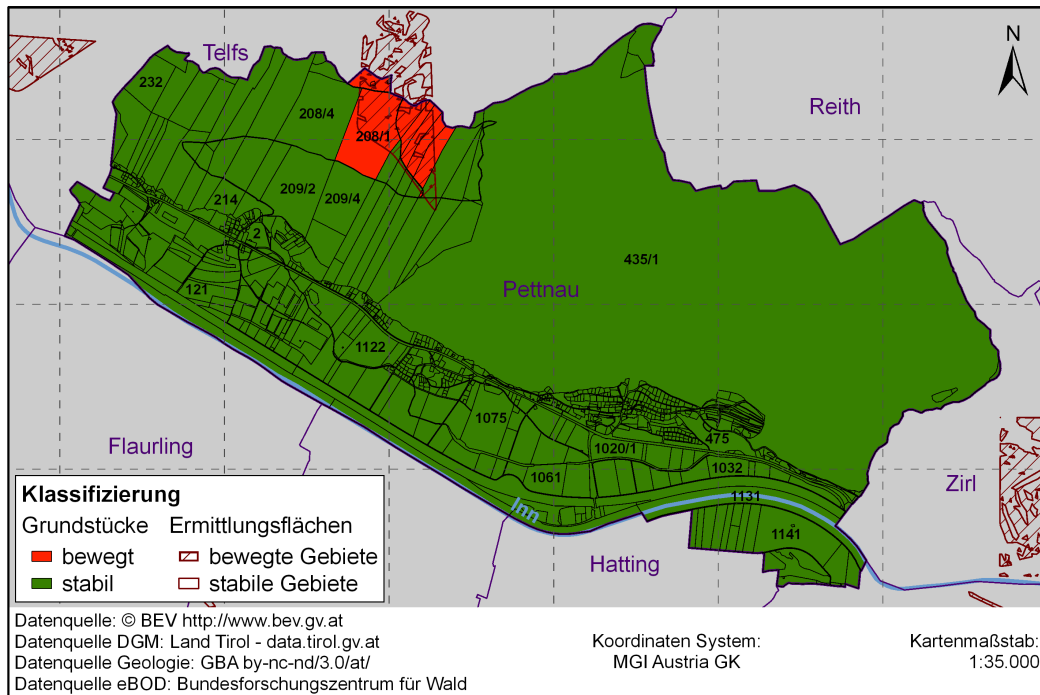 Telfs
N
232
208/4
Reith
208/1
209/2
209/4
214
2
435/1
121
Pettnau
1122
1075
475
Flaurling
1020/1
1061
1032
Zirl
1131
Inn
1141
Hatting
Klassifizierung
Grundstücke Ermittlungsflächen
bewegt bewegte Gebiete
stabil stabile Gebiete
Datenquelle: © BEV http://www.bev.gv.at
Datenquelle DGM: Land Tirol - data.tirol.gv.at
Datenquelle Geologie: GBA by-nc-nd/3.0/at/
Datenquelle eBOD: Bundesforschungszentrum für Wald
Koordinaten System:
MGI Austria GK
Kartenmaßstab:
1:35.000